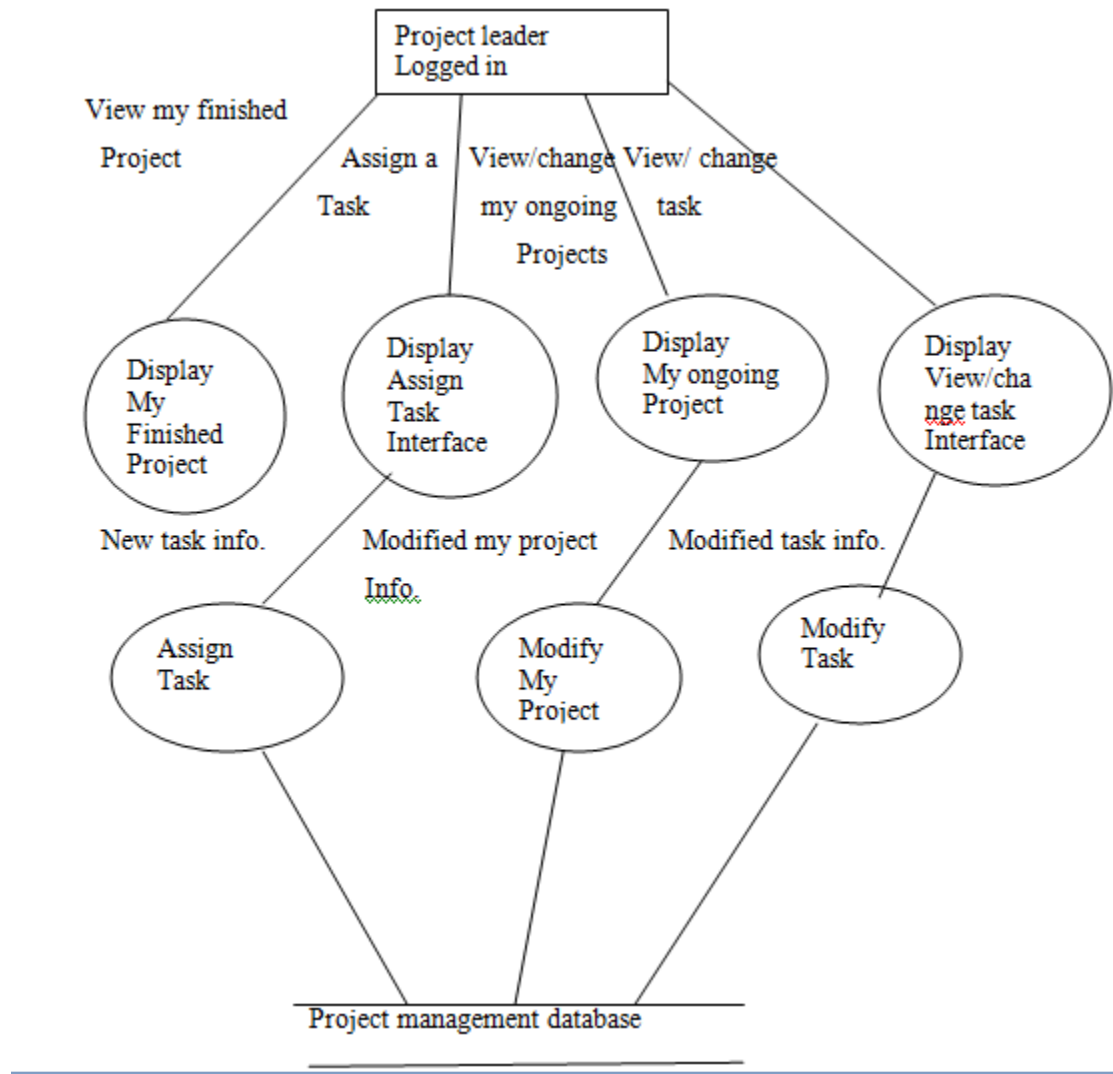 Project leader
Logged in
View my finished
Project
Assign a
Task
View/change
my ongoing
Projects
View/ change
task
Display
My
Finished
Project
Display
Assign
Task
Interface
Display
My ongoing
Project
Display
View/cha
nge task
Interface
New task info.
Modified my project
Info.
Modified task info.
Assign
Task
Modify
My
Project
Modify
Task
Project management database